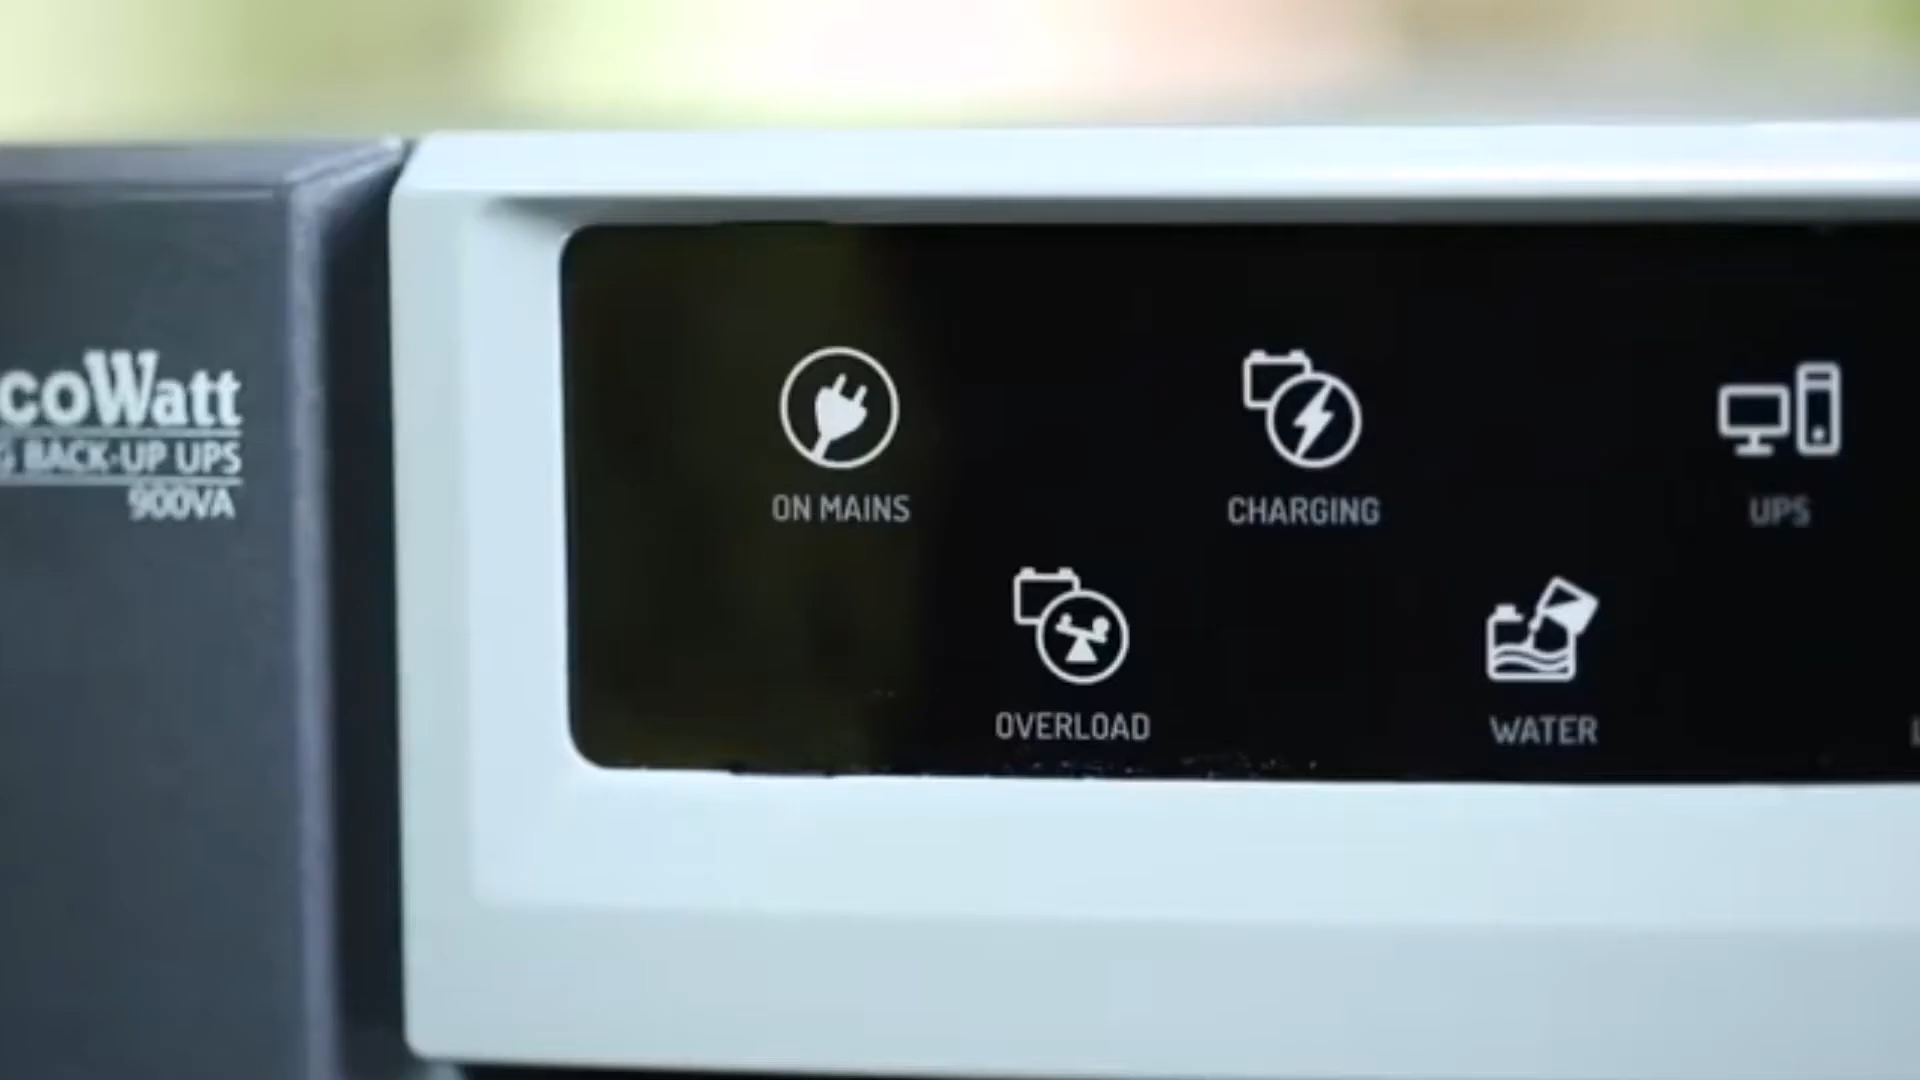 coWatt
G BACK-UP UPS
900VA
ON MAINS
CHARGING
UPS
OVERLOAD
WATER
L